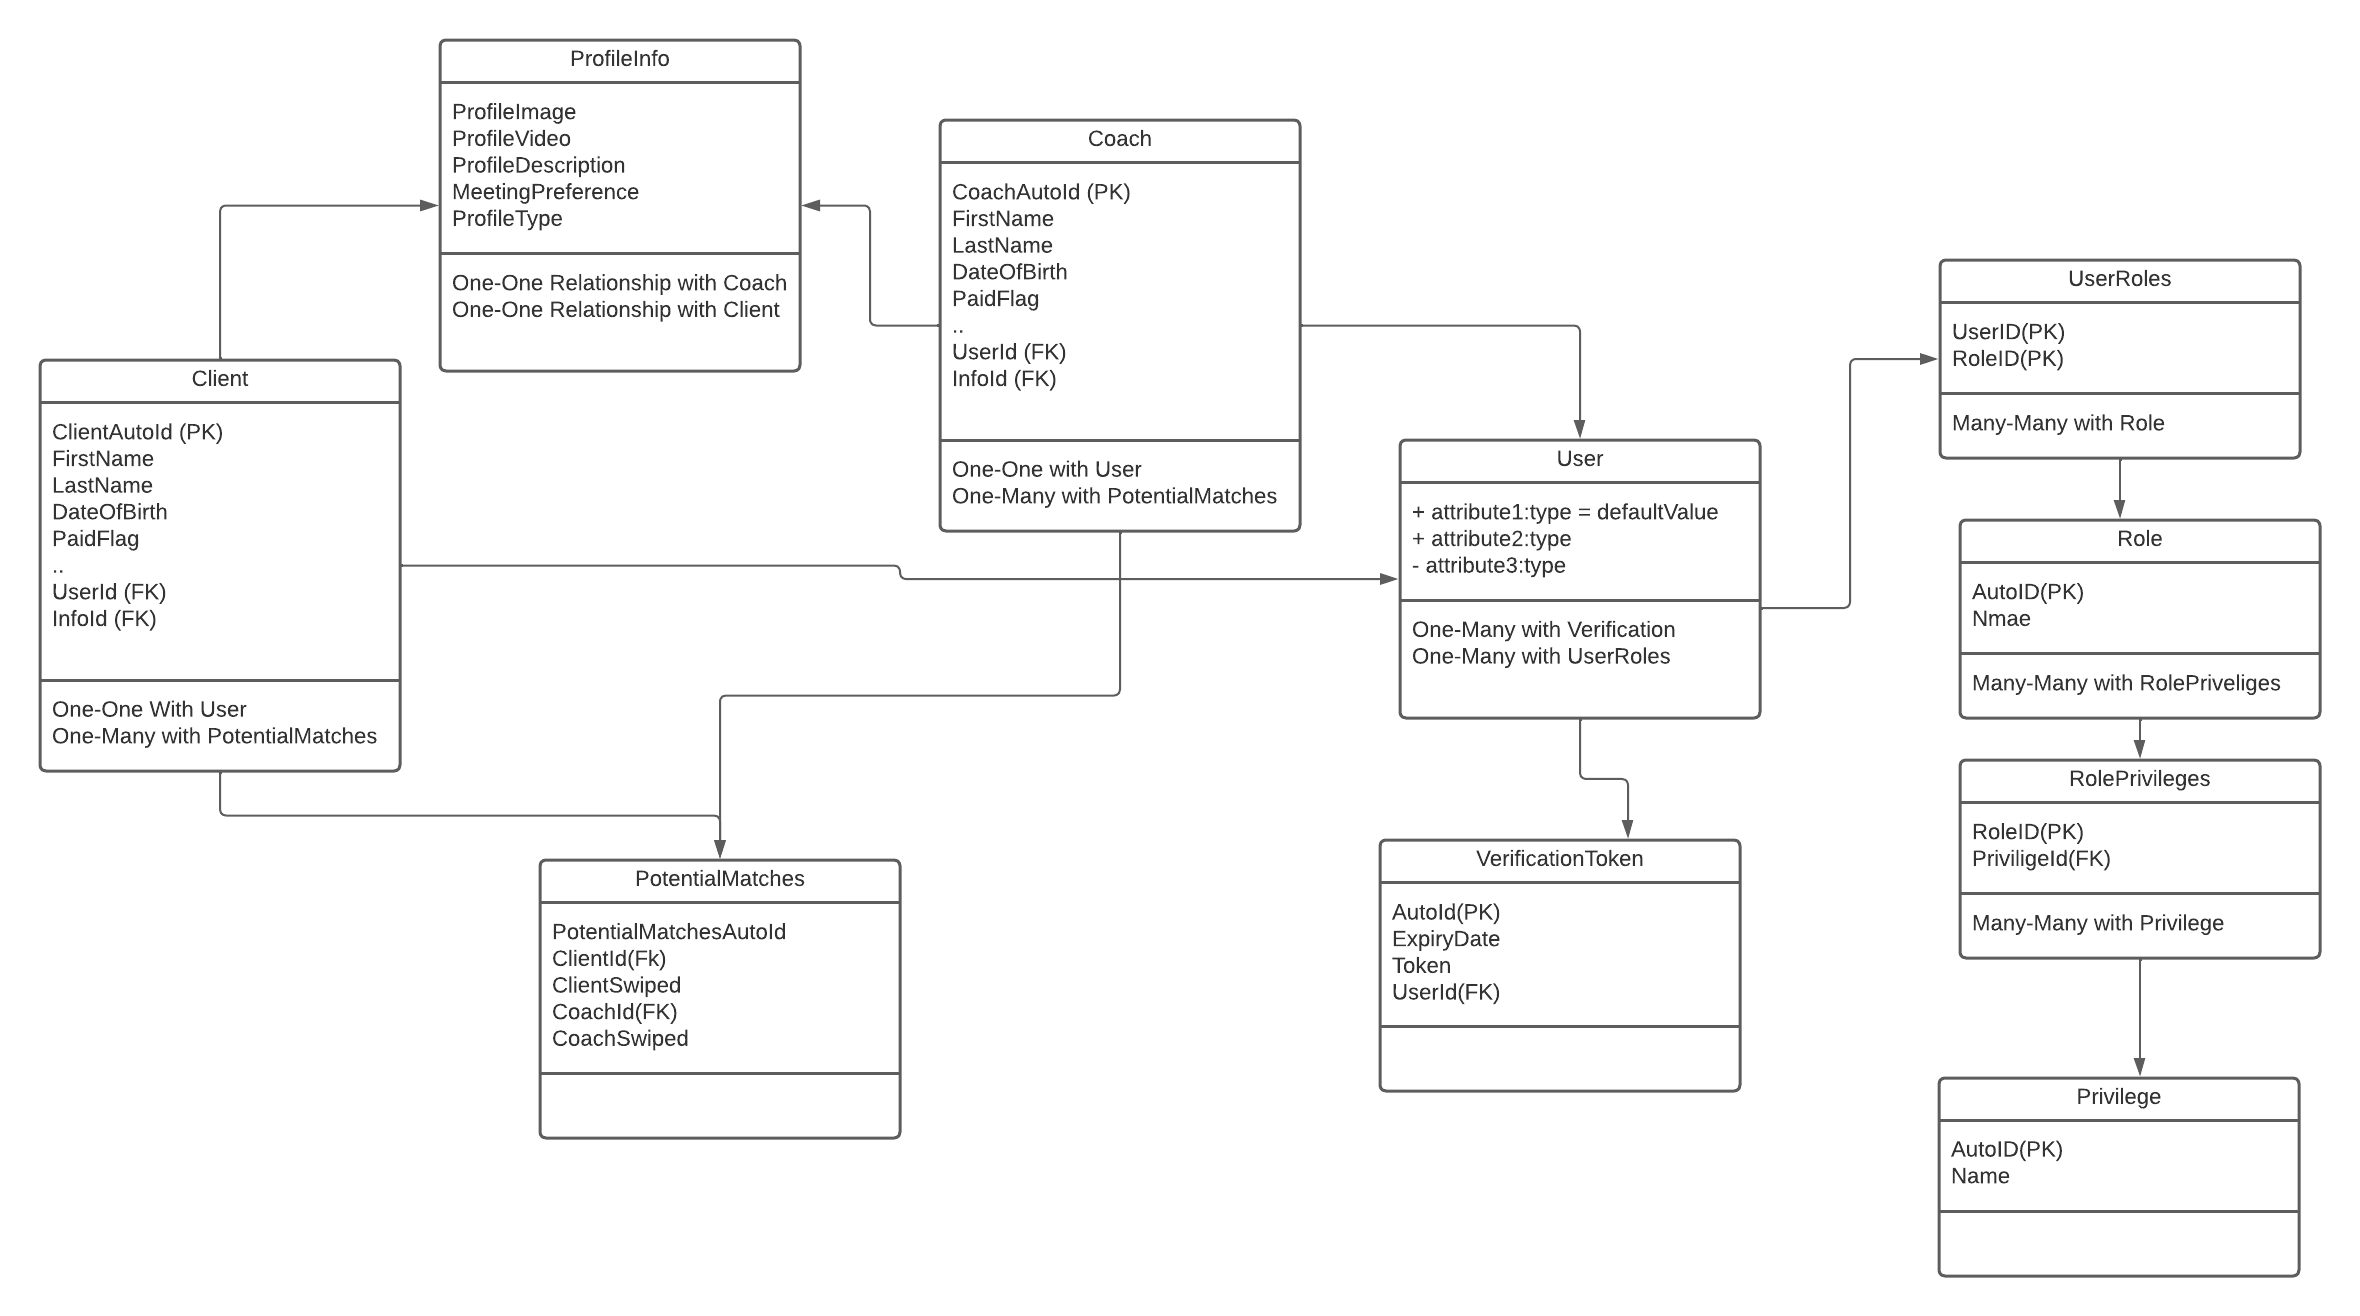 ProfileInfo
ProfileImage
ProfileVideo
ProfileDescription
MeetingPreference
ProfileType
One-One Relationship with Coach
One-One Relationship with Client
Coach
CoachAutoId (PK)
FirstName
LastName
DateOfBirth
PaidFlag
..
UserId (FK)
InfoId (FK)
One-One with User
One-Many with PotentialMatches
Client
ClientAutoId (PK)
FirstName
LastName
DateOfBirth
PaidFlag
..
UserId (FK)
InfoId (FK)
One-One With User
One-Many with PotentialMatches
User
+ attribute1:type = defaultValue
+ attribute2:type
- attribute3:type
One-Many with Verification
One-Many with UserRoles
UserRoles
UserID(PK)
RoleID(PK)
Many-Many with Role
Role
AutoID(PK)
Nmae
Many-Many with RolePriveliges
RolePrivileges
RoleID(PK)
PriviligeId(FK)
Many-Many with Privilege
PotentialMatches
PotentialMatchesAutoId
ClientId(Fk)
ClientSwiped
CoachId(FK)
CoachSwiped
VerificationToken
AutoId(PK)
ExpiryDate
Token
UserId(FK)
Privilege
AutoID(PK)
Name